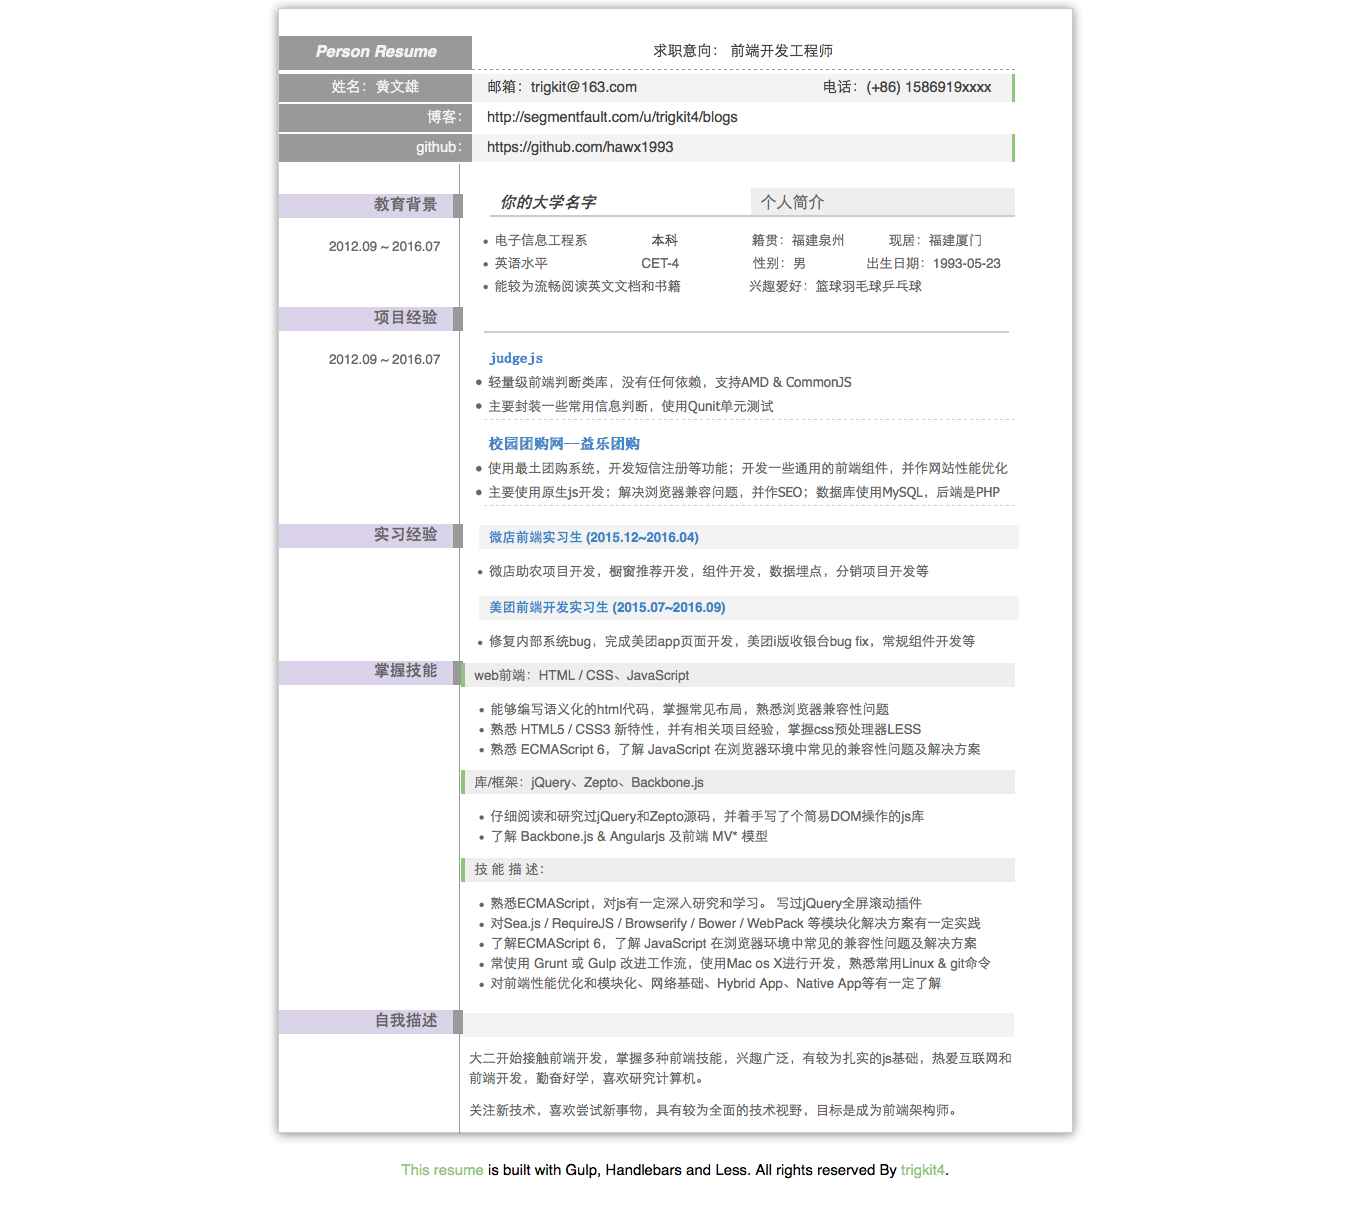 Person Resume
求职意向： 前端开发工程师
姓名：黄文雄
邮箱：trigkit@163.com
电话：(+86) 1586919xxxx
博客：
http://segmentfault.com/u/trigkit4/blogs
github：
https://github.com/hawx1993
教育背景
你的大学名字
个人简介
2012.09 ~ 2016.07
电子信息工程系 本科
籍贯：福建泉州 现居：福建厦门
英语水平 CET-4
性别：男 出生日期：1993-05-23
能较为流畅阅读英文文档和书籍
兴趣爱好：篮球羽毛球乒乓球
项目经验
2012.09 ~ 2016.07
judgejs
轻量级前端判断类库，没有任何依赖，支持AMD & CommonJS
主要封装一些常用信息判断，使用Qunit单元测试
校园团购网--益乐团购
使用最土团购系统，开发短信注册等功能；开发一些通用的前端组件，并作网站性能优化
主要使用原生js开发；解决浏览器兼容问题，并作SEO；数据库使用MySQL，后端是PHP
实习经验
微店前端实习生 (2015.12~2016.04)
微店助农项目开发，橱窗推荐开发，组件开发，数据埋点，分销项目开发等
美团前端开发实习生 (2015.07~2016.09)
修复内部系统bug，完成美团app页面开发，美团i版收银台bug fix，常规组件开发等
掌握技能
web前端：HTML / CSS、JavaScript
能够编写语义化的html代码，掌握常见布局，熟悉浏览器兼容性问题
熟悉 HTML5 / CSS3 新特性，并有相关项目经验，掌握css预处理器LESS
熟悉 ECMAScript 6，了解 JavaScript 在浏览器环境中常见的兼容性问题及解决方案
库/框架：jQuery、Zepto、Backbone.js
仔细阅读和研究过jQuery和Zepto源码，并着手写了个简易DOM操作的js库
了解 Backbone.js & Angularjs 及前端 MV* 模型
技 能 描 述：
熟悉ECMAScript，对js有一定深入研究和学习。 写过jQuery全屏滚动插件
对Sea.js / RequireJS / Browserify / Bower / WebPack 等模块化解决方案有一定实践
了解ECMAScript 6，了解 JavaScript 在浏览器环境中常见的兼容性问题及解决方案
常使用 Grunt 或 Gulp 改进工作流，使用Mac os X进行开发，熟悉常用Linux & git命令
对前端性能优化和模块化、网络基础、Hybrid App、Native App等有一定了解
自我描述
大二开始接触前端开发，掌握多种前端技能，兴趣广泛，有较为扎实的js基础，热爱互联网和
前端开发，勤奋好学，喜欢研究计算机。
关注新技术，喜欢尝试新事物，具有较为全面的技术视野，目标是成为前端架构师。
This resume is built with Gulp, Handlebars and Less. All rights reserved By trigkit4.